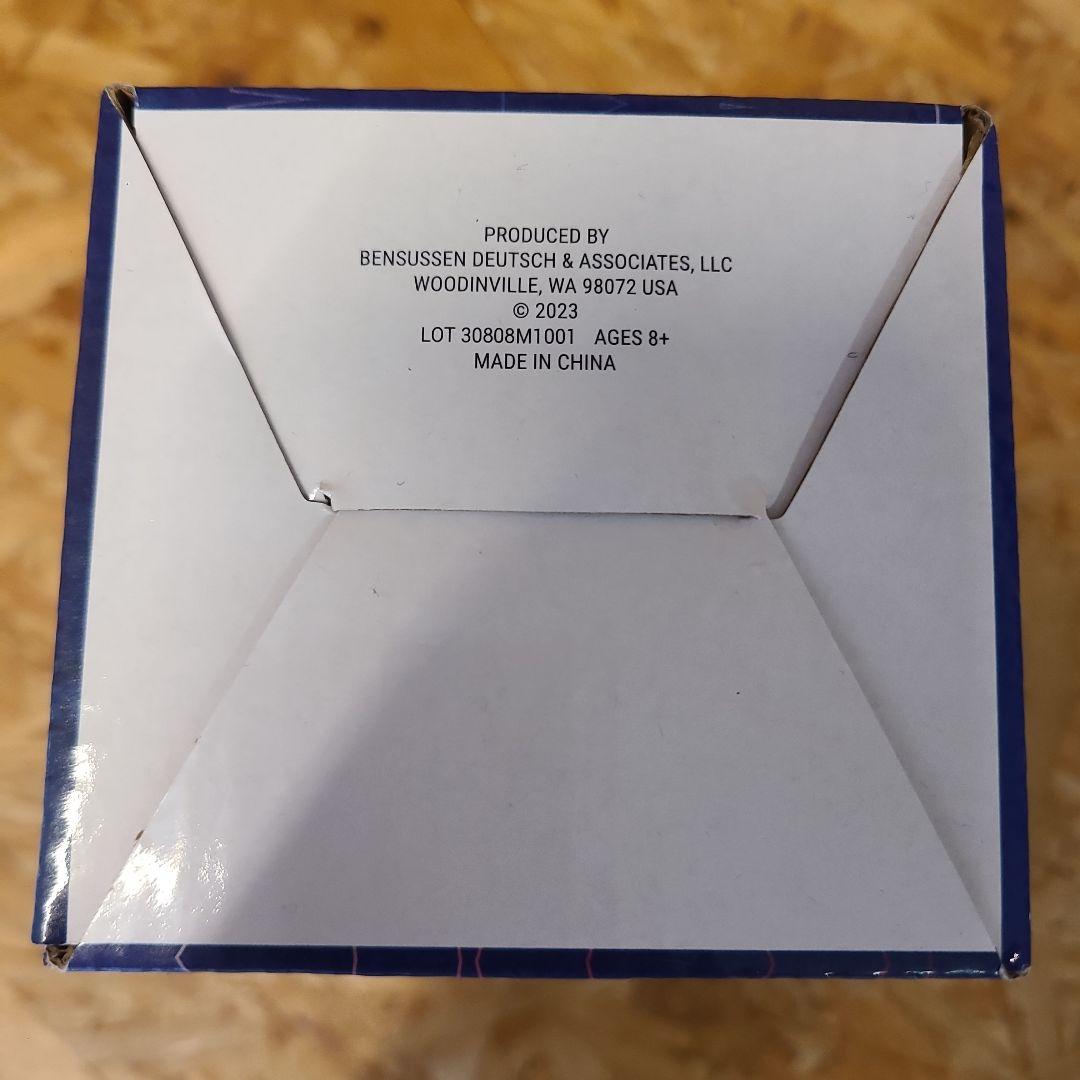 PRODUCED BY
BENSUSSEN DEUTSCH & ASSOCIATES, LLC
WOODINVILLE, WA 98072 USA
© 2023
LOT 30808M1001 AGES 8+
MADE IN CHINA